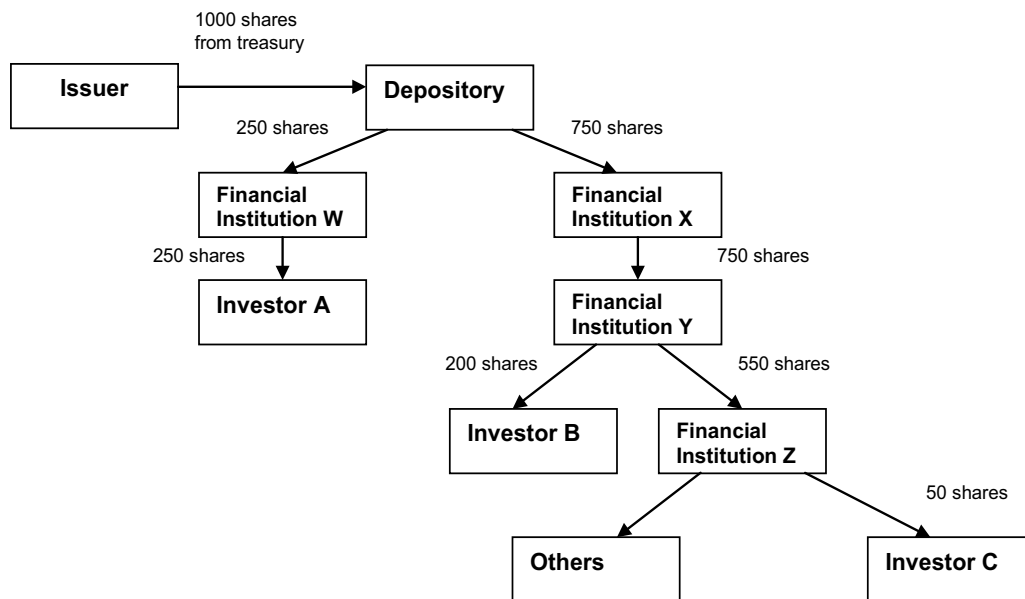 1000 shares
from treasury
Issuer
Depository
250 shares
750 shares
Financial
Institution W
Financial
Institution X
250 shares
750 shares
Investor A
Financial
Institution Y
200 shares
550 shares
Investor B
Financial
Institution Z
50 shares
Others
Investor C